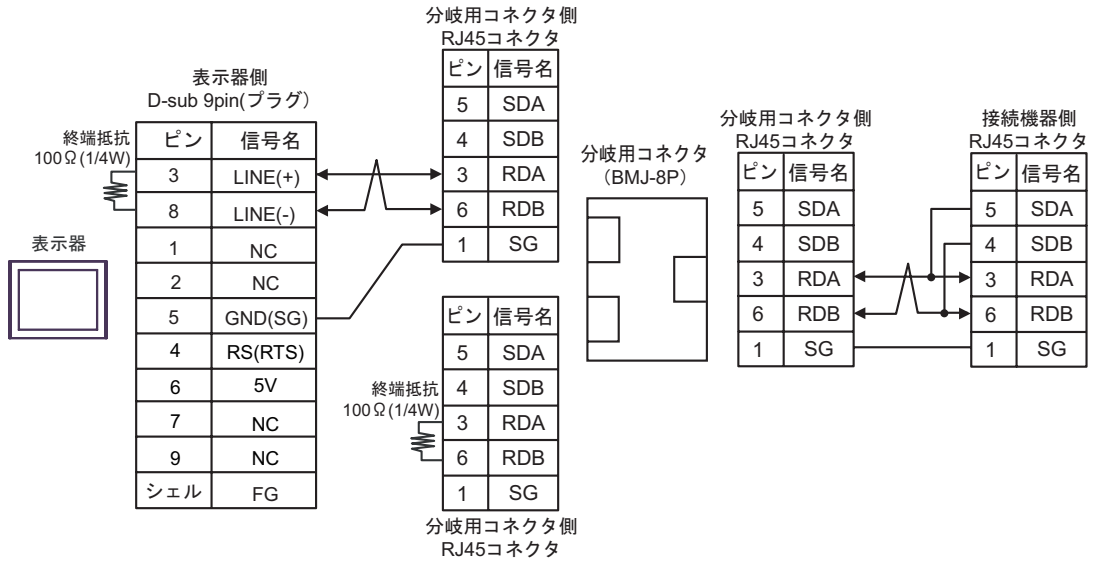 表示器
表示器側
D-sub 9pin(プラグ)
終端抵抗
100Ω(1/4W)
ピン 信号名
3 LINE(+)
8 LINE(-)
1 NC
2 NC
5 GND(SG)
4 RS(RTS)
6 5V
7 NC
9 NC
シェル FG
分岐用コネクタ側
RJ45コネクタ
ピン 信号名
5 SDA
4 SDB
3 RDA
6 RDB
1 SG
終端抵抗
100Ω(1/4W)
ピン 信号名
5 SDA
4 SDB
3 RDA
6 RDB
1 SG
分岐用コネクタ側
RJ45コネクタ
分岐用コネクタ
(BMJ-8P)
分岐用コネクタ側
RJ45コネクタ
ピン 信号名
5 SDA
4 SDB
3 RDA
6 RDB
1 SG
接続機器側
RJ45コネクタ
ピン 信号名
5 SDA
4 SDB
3 RDA
6 RDB
1 SG